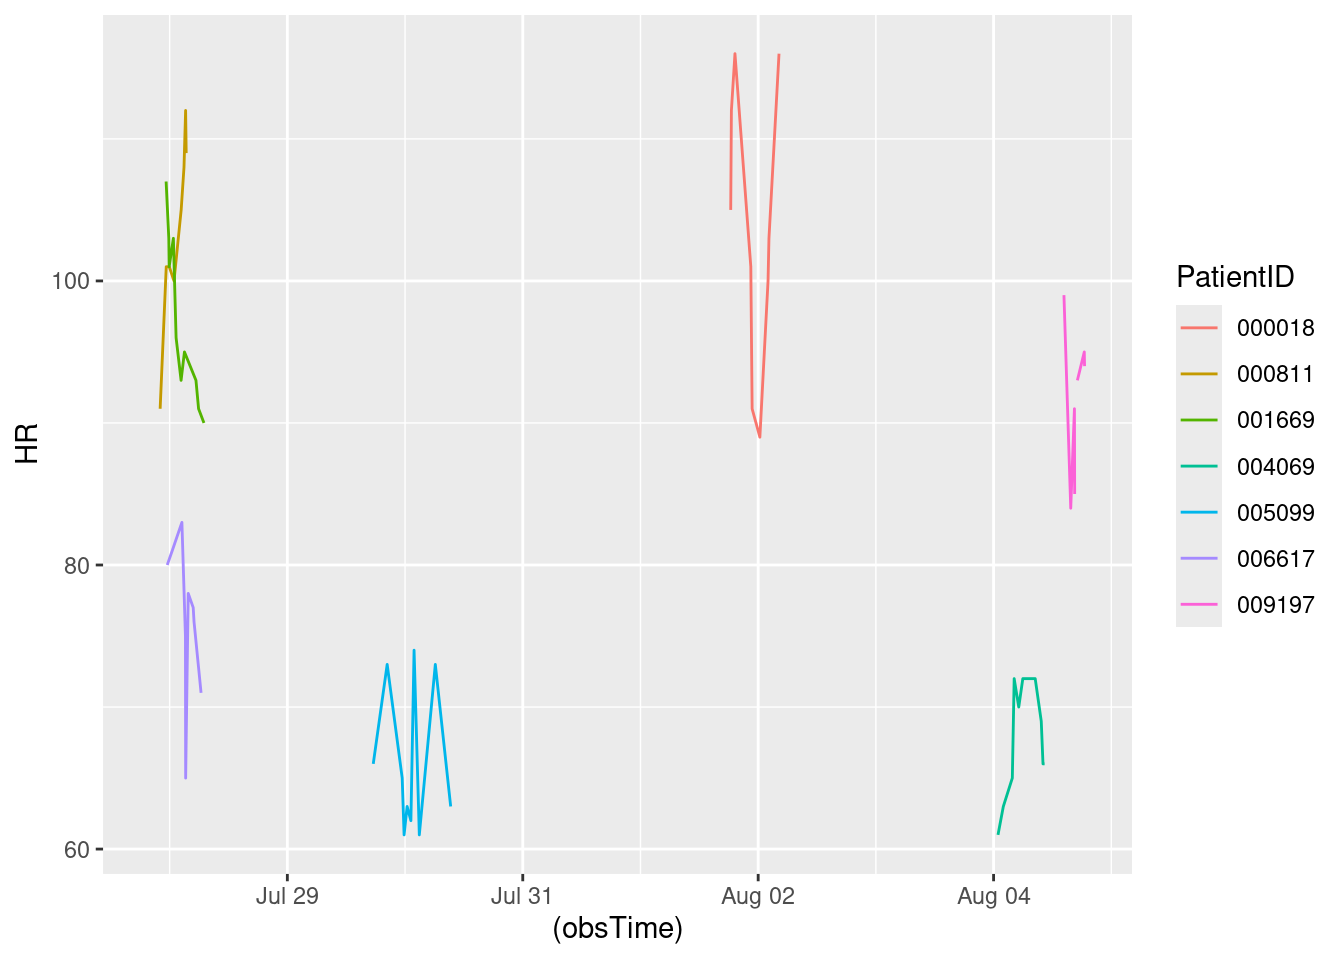 HR
100
80
60
Jul 29
Jul 31
Aug 02
Aug 04
(obsTime)
PatientID
000018
000811
001669
004069
005099
006617
009197